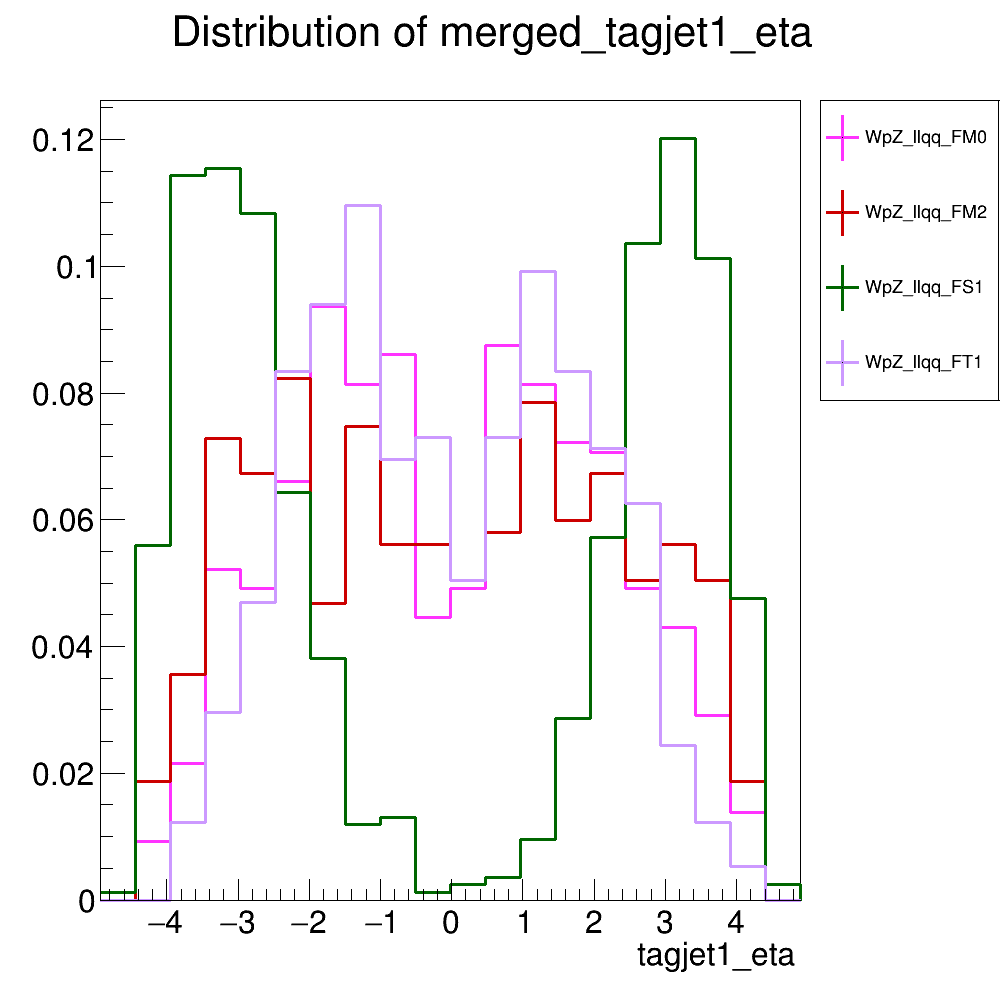 Distribution of merged_tagjet1_eta
0.12
0.1
0.08
0.06
0.04
0.02
0
−4 −3 −2 −1 0 1 2 3 4
tagjet1_eta
WpZ_llqq_FM0
WpZ_llqq_FM2
WpZ_llqq_FS1
WpZ_llqq_FT1